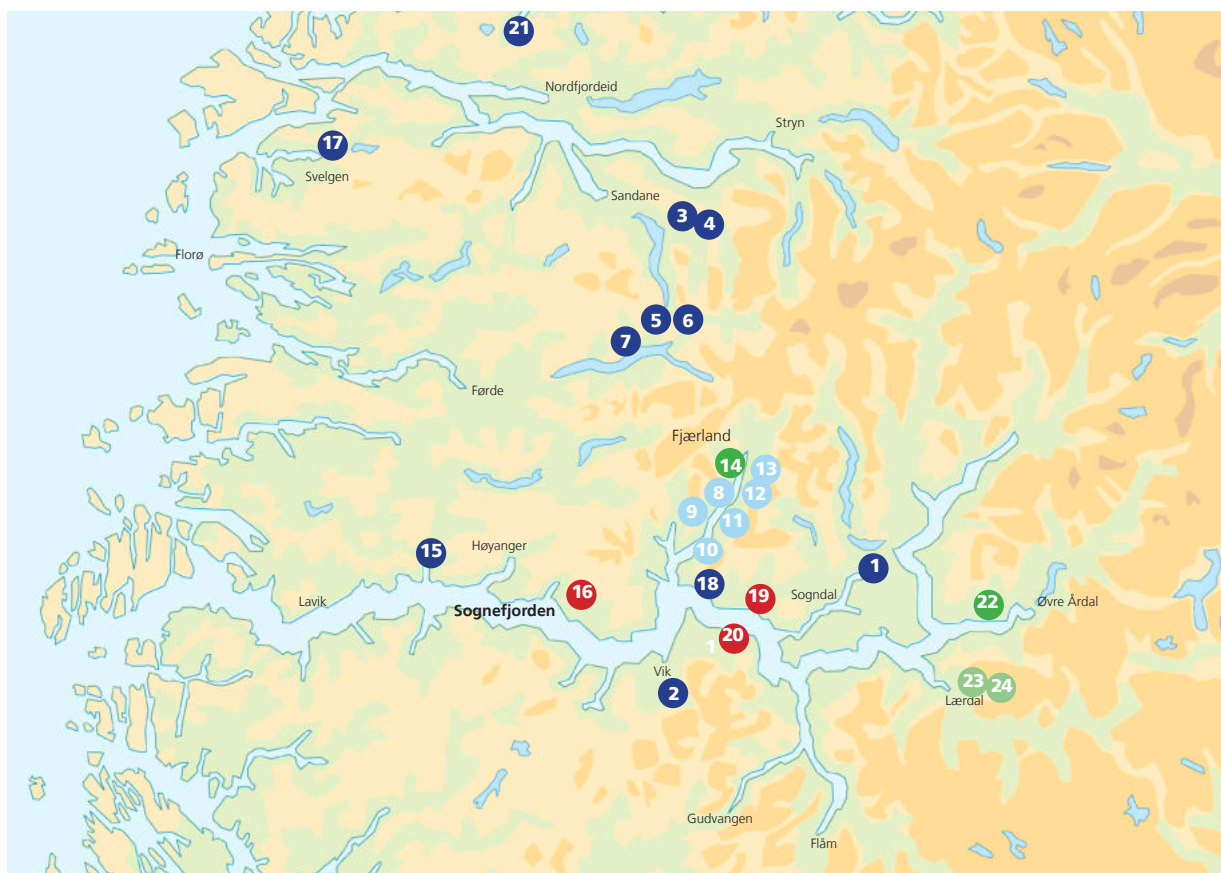 21
Nordfjordeid
Stryn
17
Svelgen
Sandane
3
4
Florø
5
6
7
Førde
Fjærland
14
13
8
12
9
11
10
15
Høyanger
1
18
16
19
Sogndal
22
Øvre Årdal
Lavik
Sognefjorden
20
1
Vik
2
23
24
Lærdal
Gudvangen
Flåm